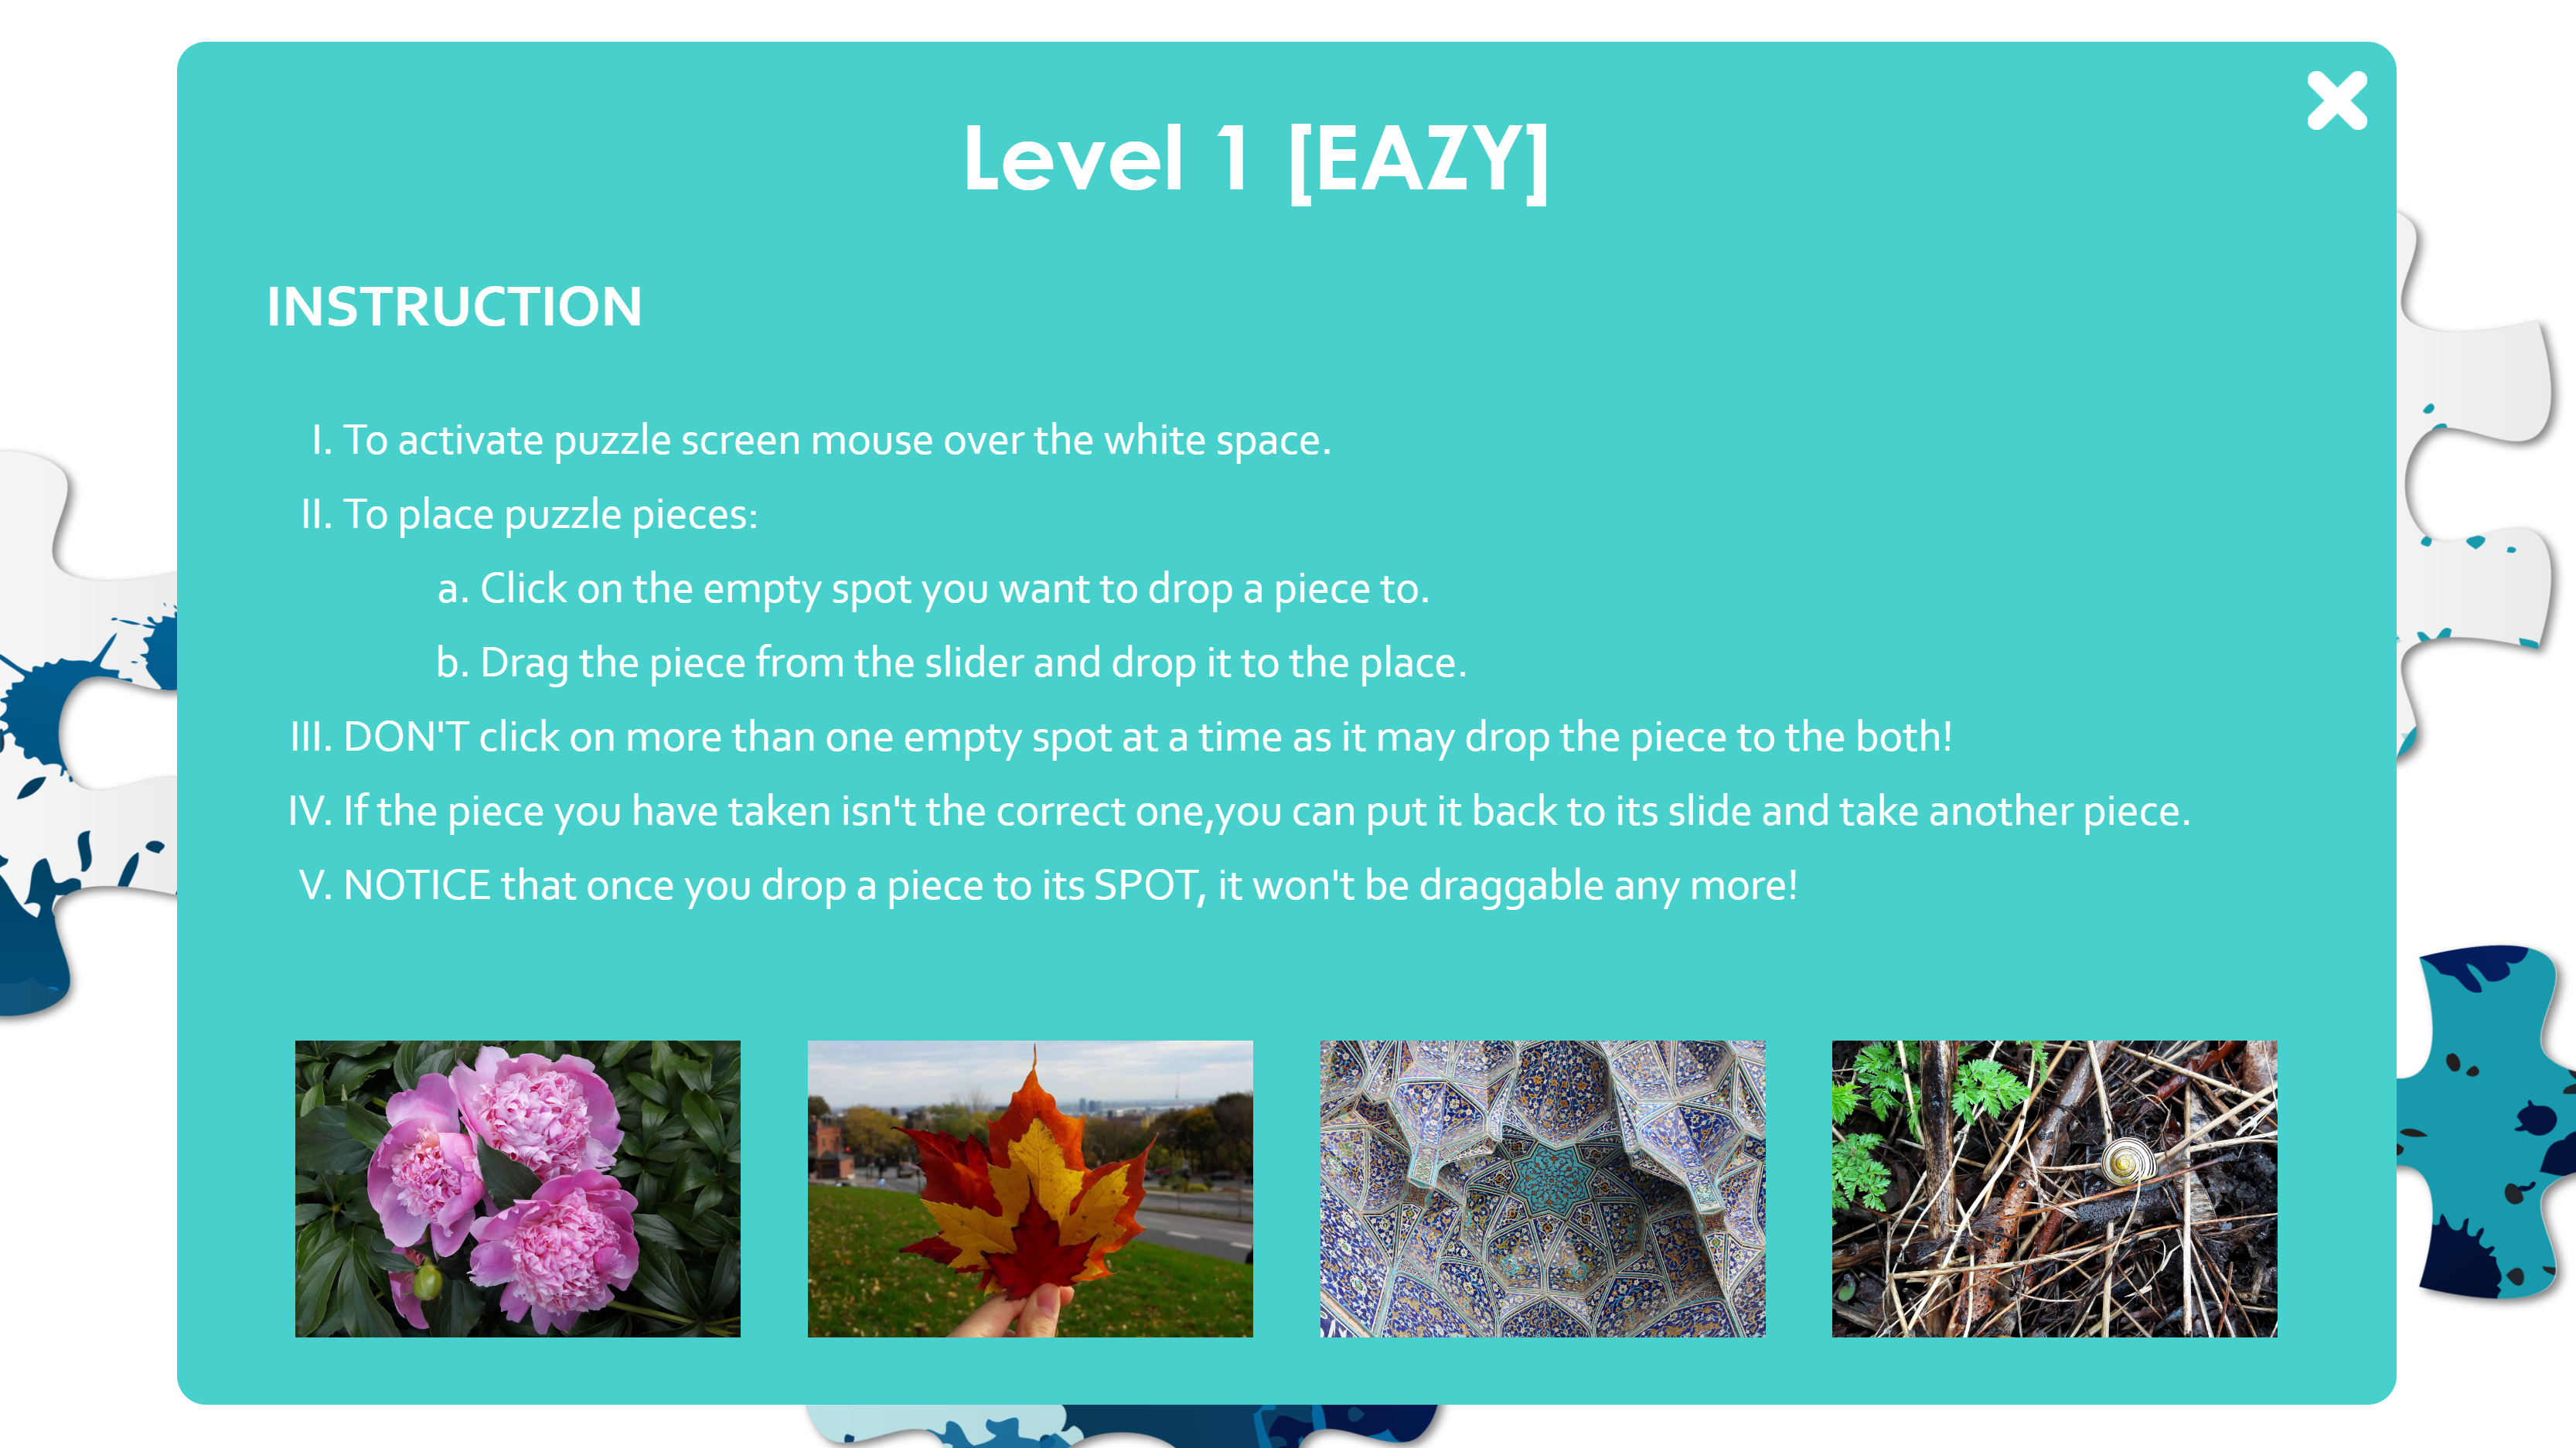 Level 1 [EAZY]
INSTRUCTION
I. To activate puzzle screen mouse over the white space.
II. To place puzzle pieces:
a. Click on the empty spot you want to drop a piece to.
b. Drag the piece from the slider and drop it to the place.
III. DON'T click on more than one empty spot at a time as it may drop the piece to the both!
IV. If the piece you have taken isn't the correct one,you can put it back to its slide and take another piece.
V. NOTICE that once you drop a piece to its SPOT, it won't be draggable any more!